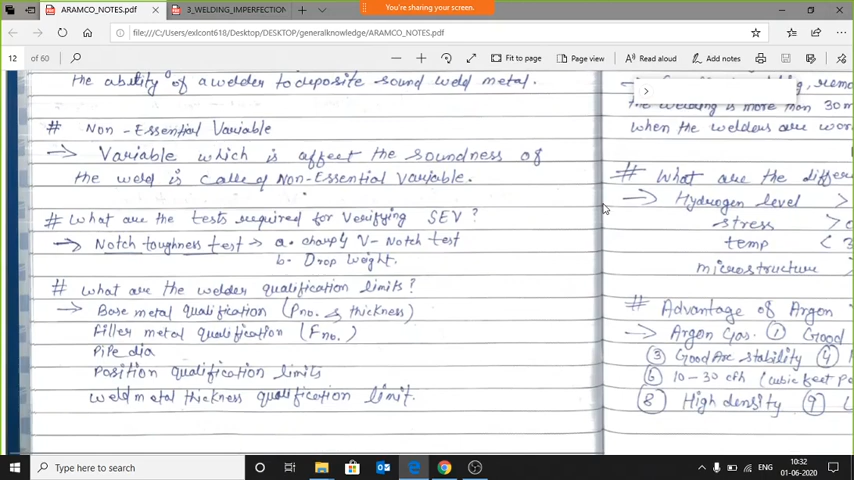 ARAMCO_NOTES.pdf
3_WELDING_IMPERFECTION
You're sharing your screen.
file:///C:/Users/exlcont618/Desktop/DESKTOP/generalknowledge/ARAMCO_NOTES.pdf
12 of 60
Fit to page
Page view
Read aloud
Add notes
the ability of a welder to deposite sound weld metal.
# Non-Essential Variable
→ Variable which is affect the soundness of
the weld is called Non-Essential Variable.
# What are the tests required for Verifying SEV?
→ Notch toughness test → a. charply V-Notch test
b. Drop weight.
# What are the welder qualification limits?
→ Base metal qualification (Pno. & thickness)
Filler metal qualification (Fno.)
Pipe dia
Position qualification limits
weld metal thickness qualification limit.
the welding is more than 30m
when the welders are wor
# What are the differe
→ Hydrogen level >
stress >
temp < 3
microstructure
# Advantage of Argon
→ Argon Gas. ① Good
③ Good Arc stability ④
⑥ 10-30 cfh (cubic feet pe
⑧ High density ⑨ L
Type here to search
ENG
10:32
01-06-2020